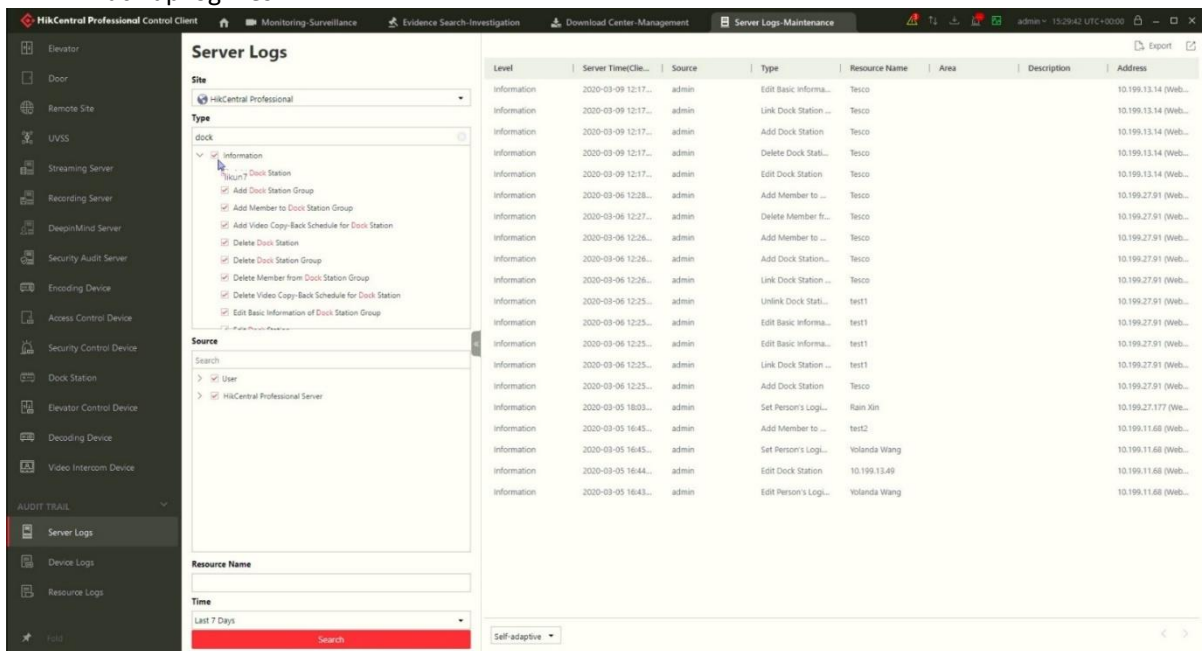 HikCentral Professional Control Client
Monitoring-Surveillance
Evidence Search-Investigation
Download Center-Management
Server Logs-Maintenance
admin
15:29:42 UTC+00:00
Elevator
Door
Remote Site
UVSS
Streaming Server
Recording Server
DeepinMind Server
Security Audit Server
Encoding Device
Access Control Device
Security Control Device
Dock Station
Elevator Control Device
Decoding Device
Video Intercom Device
AUDIT TRAIL
Server Logs
Device Logs
Resource Logs
Fold
Server Logs
Site
HikCentral Professional
Type
dock
Information
Dock Station
likun7
Add Dock Station Group
Add Member to Dock Station Group
Add Video Copy-Back Schedule for Dock Station
Delete Dock Station
Delete Dock Station Group
Delete Member from Dock Station Group
Delete Video Copy-Back Schedule for Dock Station
Edit Basic Information of Dock Station Group
Source
Search
User
HikCentral Professional Server
Resource Name
Time
Last 7 Days
Search
Export
Level Server Time(Clie... Source Type Resource Name Area Description Address
Information 2020-03-09 12:17... admin Edit Basic Informa... Tesco 10.199.13.14 (Web...
Information 2020-03-09 12:17... admin Link Dock Station ... Tesco 10.199.13.14 (Web...
Information 2020-03-09 12:17... admin Add Dock Station Tesco 10.199.13.14 (Web...
Information 2020-03-09 12:17... admin Delete Dock Stati... Tesco 10.199.13.14 (Web...
Information 2020-03-09 12:17... admin Edit Dock Station Tesco 10.199.13.14 (Web...
Information 2020-03-06 12:28... admin Add Member to ... Tesco 10.199.27.91 (Web...
Information 2020-03-06 12:27... admin Delete Member fr... Tesco 10.199.27.91 (Web...
Information 2020-03-06 12:26... admin Add Member to ... Tesco 10.199.27.91 (Web...
Information 2020-03-06 12:26... admin Add Dock Station... Tesco 10.199.27.91 (Web...
Information 2020-03-06 12:26... admin Link Dock Station ... Tesco 10.199.27.91 (Web...
Information 2020-03-06 12:25... admin Unlink Dock Stati... test1 10.199.27.91 (Web...
Information 2020-03-06 12:25... admin Edit Basic Informa... test1 10.199.27.91 (Web...
Information 2020-03-06 12:25... admin Edit Basic Informa... test1 10.199.27.91 (Web...
Information 2020-03-06 12:25... admin Link Dock Station ... test1 10.199.27.91 (Web...
Information 2020-03-06 12:25... admin Add Dock Station Tesco 10.199.27.91 (Web...
Information 2020-03-05 18:03... admin Set Person's Logi... Rain Xin 10.199.27.177 (We...
Information 2020-03-05 16:45... admin Add Member to ... test2 10.199.11.68 (Web...
Information 2020-03-05 16:45... admin Set Person's Logi... Yolanda Wang 10.199.11.68 (Web...
Information 2020-03-05 16:44... admin Edit Dock Station 10.199.13.49 10.199.11.68 (Web...
Information 2020-03-05 16:43... admin Edit Person's Logi... Yolanda Wang 10.199.11.68 (Web...
Self-adaptive